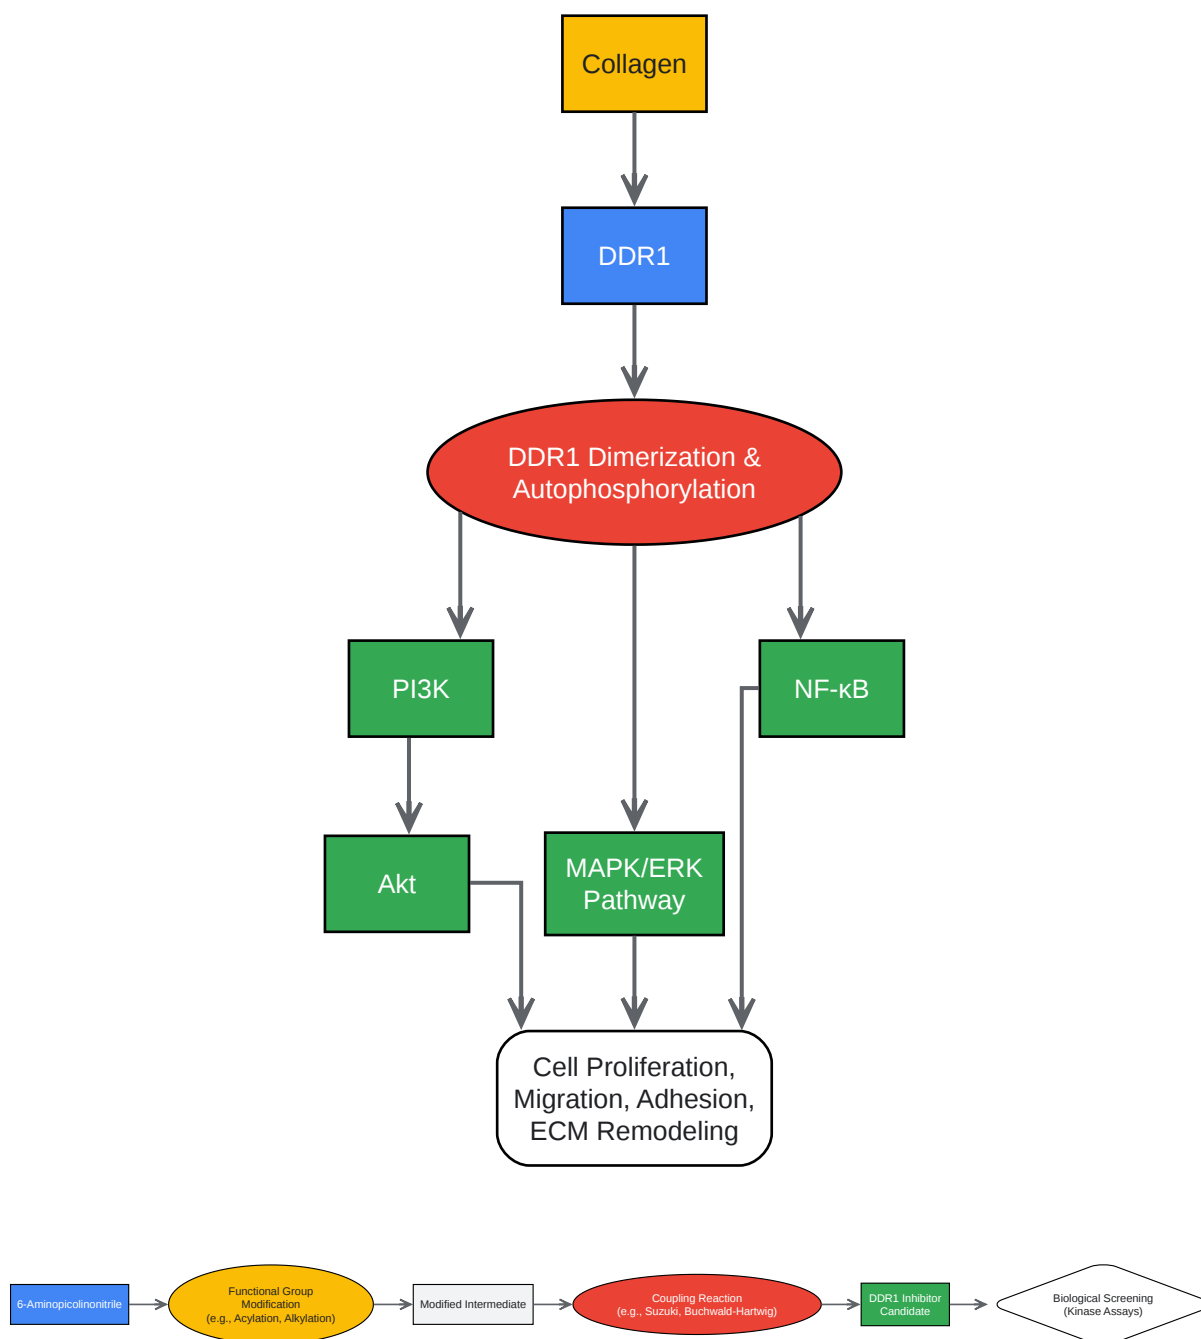 Collagen
DDR1
DDR1 Dimerization &
Autophosphorylation
PI3K
NF-κB
Akt
MAPK/ERK
Pathway
Cell Proliferation,
Migration, Adhesion,
ECM Remodeling
6-Aminopicolinonitrile
Functional Group
Modification
(e.g., Acylation, Alkylation)
Modified Intermediate
Coupling Reaction
(e.g., Suzuki, Buchwald-Hartwig)
DDR1 Inhibitor
Candidate
Biological Screening
(Kinase Assays)